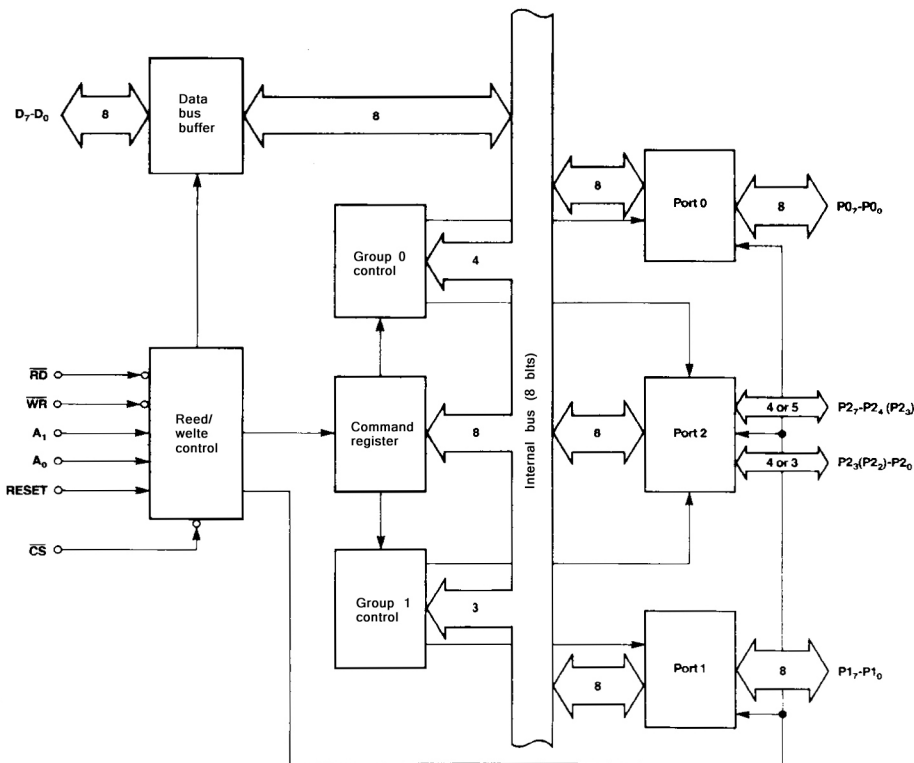 D7-D0
8
Data
bus
buffer
8
8
Port 0
8
P07-P00
Group 0
control
4
RD
WR
A1
A0
RESET
CS
Reed/
welte
control
Command
register
8
Internal bus (8 bIts)
8
Port 2
4 or 5
P27-P24 (P23)
4 or 3
P23(P22)-P20
Group 1
control
3
8
Port 1
8
P17-P10